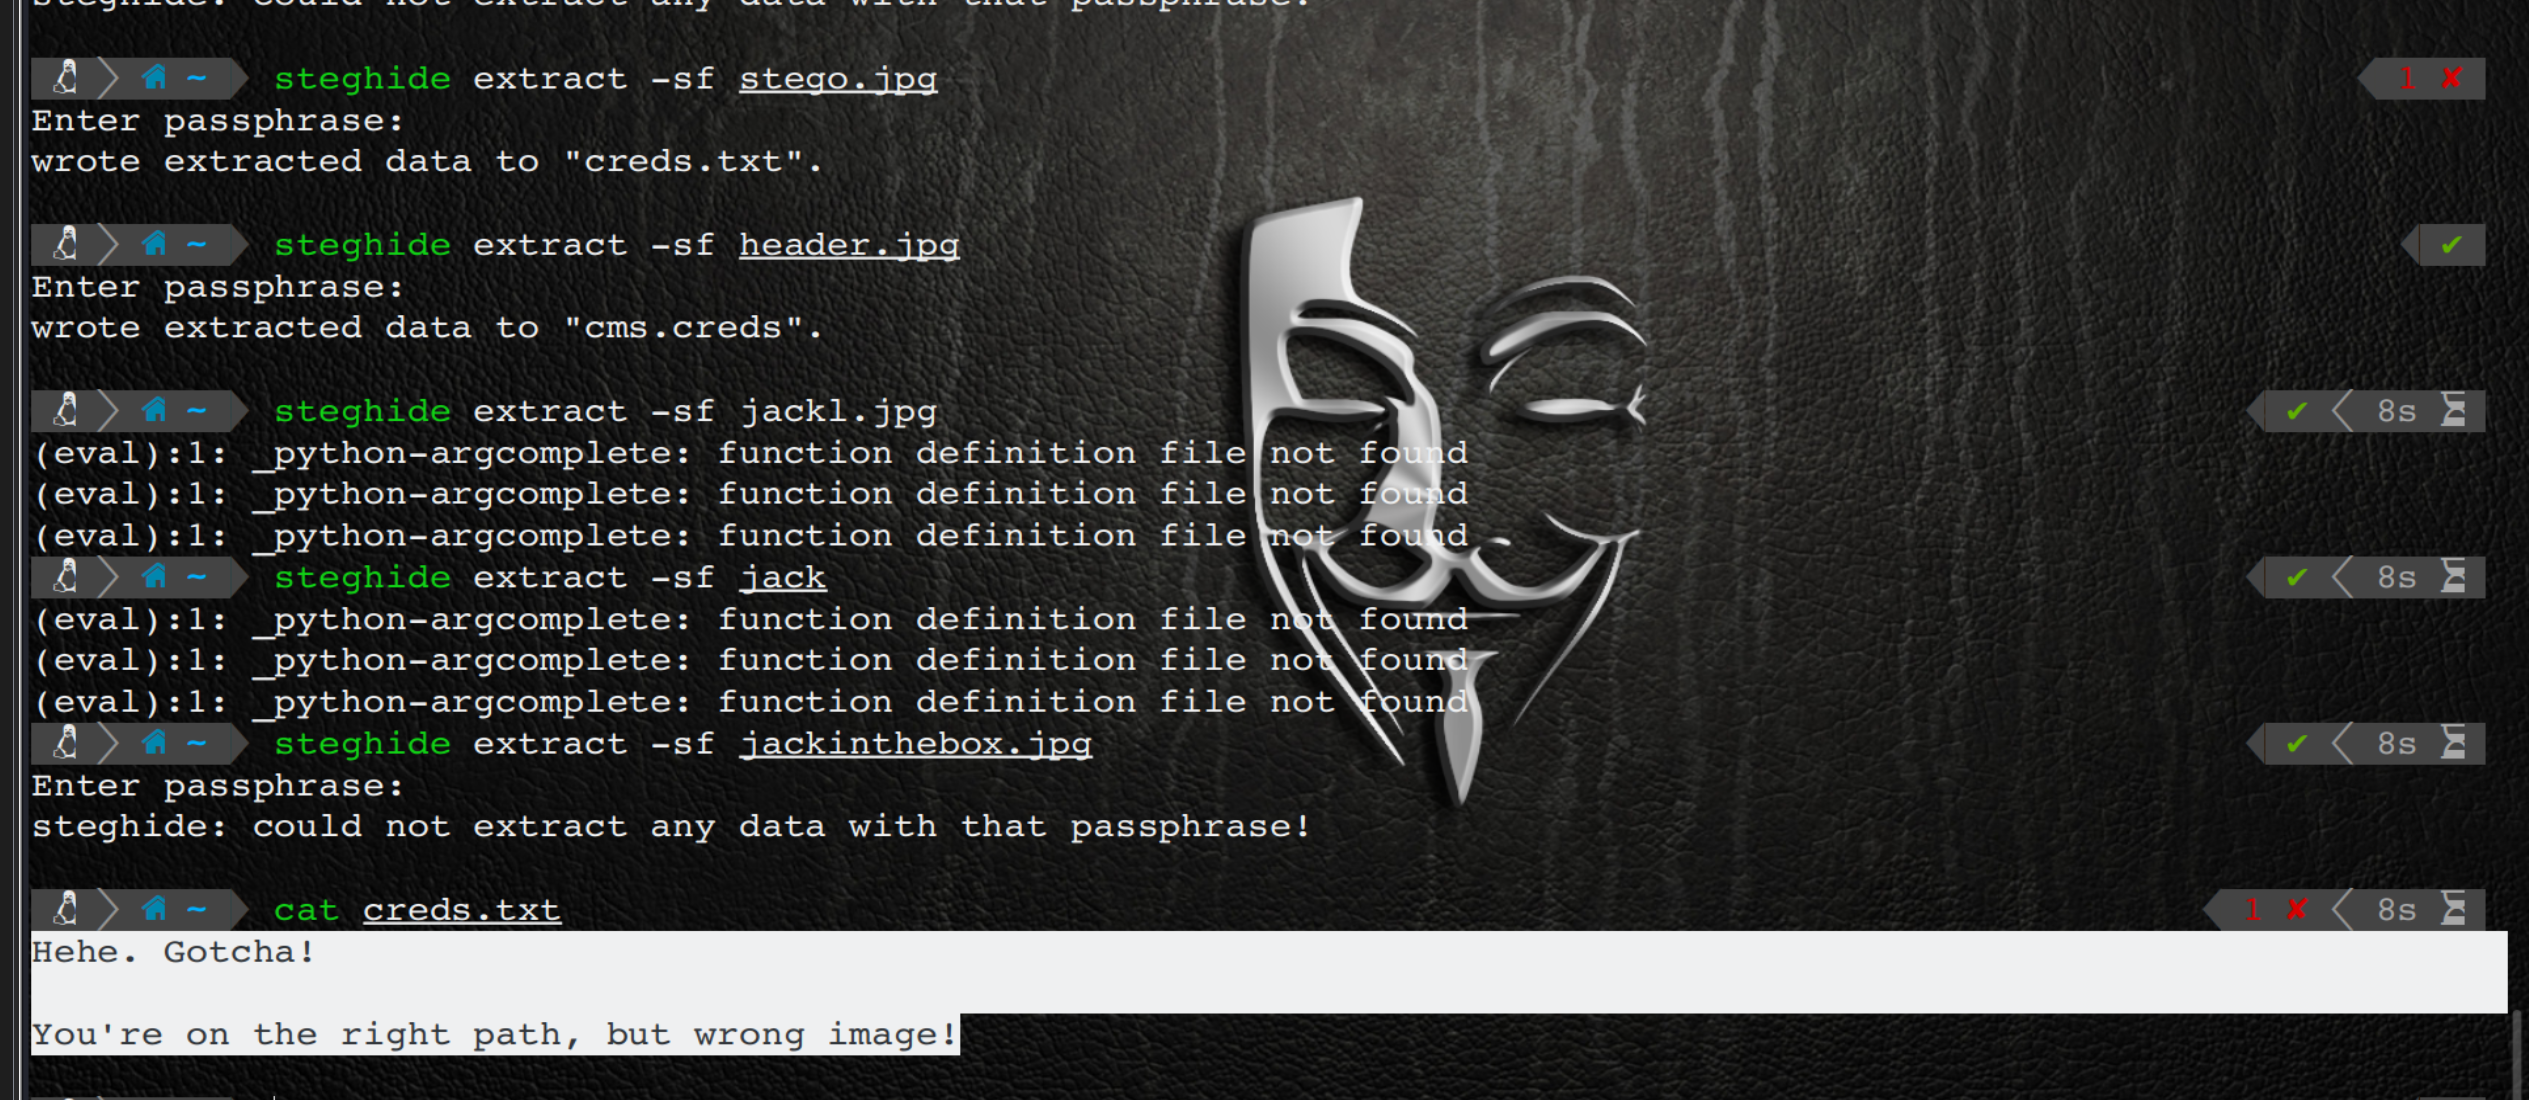 steghide: could not extract any data with that passphrase!
~ steghide extract -sf stego.jpg 1 ✘
Enter passphrase:
wrote extracted data to "creds.txt".
~ steghide extract -sf header.jpg ✔
Enter passphrase:
wrote extracted data to "cms.creds".
~ steghide extract -sf jackl.jpg ✔ 8s
(eval):1: _python-argcomplete: function definition file not found
(eval):1: _python-argcomplete: function definition file not found
(eval):1: _python-argcomplete: function definition file not found
~ steghide extract -sf jack ✔ 8s
(eval):1: _python-argcomplete: function definition file not found
(eval):1: _python-argcomplete: function definition file not found
(eval):1: _python-argcomplete: function definition file not found
~ steghide extract -sf jackinthebox.jpg ✔ 8s
Enter passphrase:
steghide: could not extract any data with that passphrase!
~ cat creds.txt 1 ✘ 8s
Hehe. Gotcha!
You're on the right path, but wrong image!